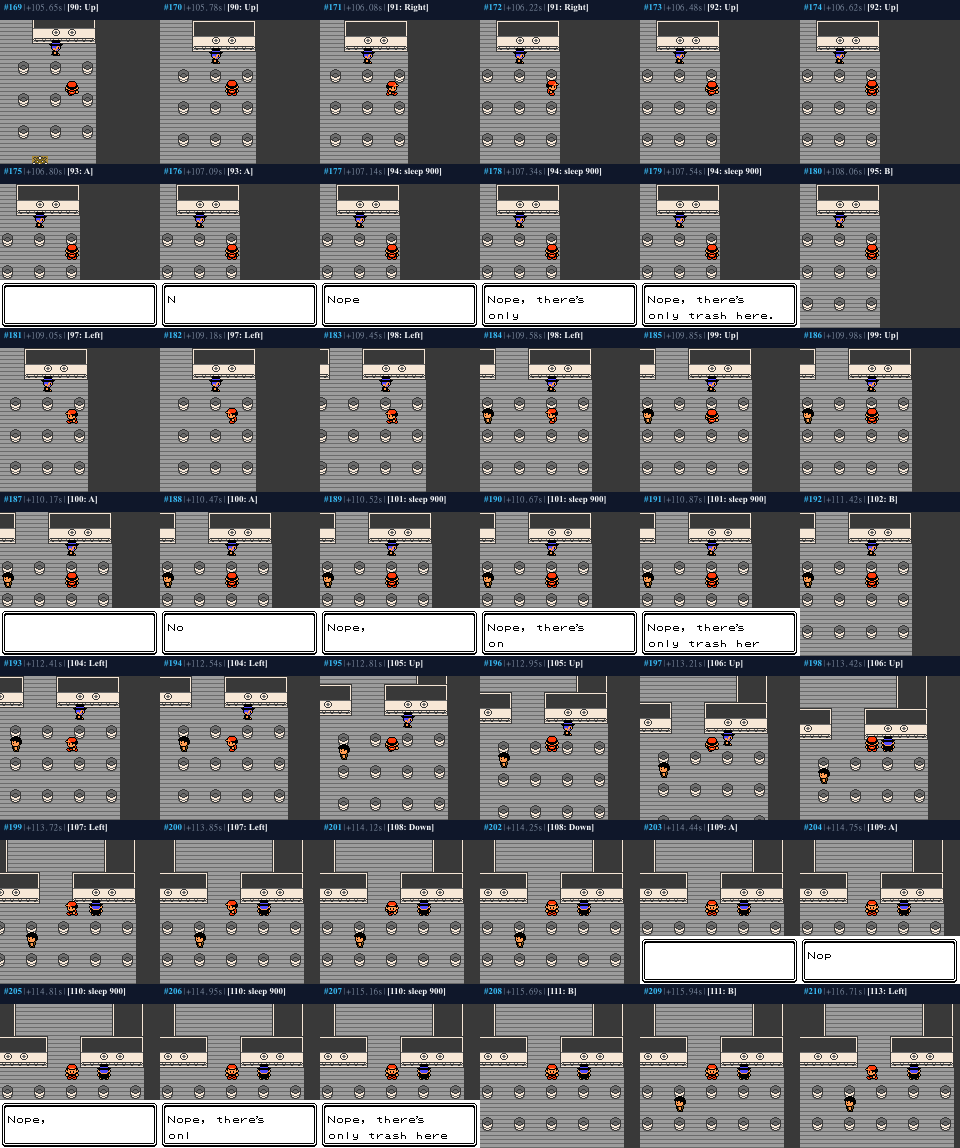 #169|+105.65s|[90: Up]
#170|+105.78s|[90: Up]
#171|+106.08s|[91: Right]
#172|+106.22s|[91: Right]
#173|+106.48s|[92: Up]
#174|+106.62s|[92: Up]
#175|+106.80s|[93: A]
#176|+107.09s|[93: A]
#177|+107.14s|[94: sleep 900]
#178|+107.34s|[94: sleep 900]
#179|+107.54s|[94: sleep 900]
#180|+108.06s|[95: B]
N
Nope
Nope, there's
only
Nope, there's
only trash here.
#181|+109.05s|[97: Left]
#182|+109.18s|[97: Left]
#183|+109.45s|[98: Left]
#184|+109.58s|[98: Left]
#185|+109.85s|[99: Up]
#186|+109.98s|[99: Up]
#187|+110.17s|[100: A]
#188|+110.47s|[100: A]
#189|+110.52s|[101: sleep 900]
#190|+110.67s|[101: sleep 900]
#191|+110.87s|[101: sleep 900]
#192|+111.42s|[102: B]
No
Nope,
Nope, there's
on
Nope, there's
only trash her
#193|+112.41s|[104: Left]
#194|+112.54s|[104: Left]
#195|+112.81s|[105: Up]
#196|+112.95s|[105: Up]
#197|+113.21s|[106: Up]
#198|+113.42s|[106: Up]
#199|+113.72s|[107: Left]
#200|+113.85s|[107: Left]
#201|+114.12s|[108: Down]
#202|+114.25s|[108: Down]
#203|+114.44s|[109: A]
#204|+114.75s|[109: A]
Nop
#205|+114.81s|[110: sleep 900]
#206|+114.95s|[110: sleep 900]
#207|+115.16s|[110: sleep 900]
#208|+115.69s|[111: B]
#209|+115.94s|[111: B]
#210|+116.71s|[113: Left]
Nope,
Nope, there's
onl
Nope, there's
only trash here